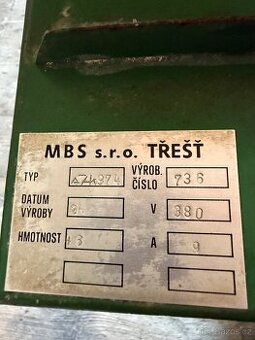 MBS s.r.o. TŘEŠŤ
TYP VÝROB. ČÍSLO 736
DATUM VÝROBY V 380
HMOTNOST A 9